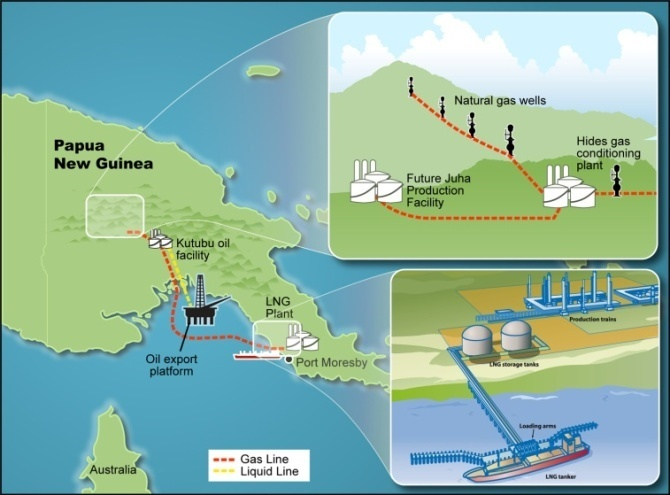 Papua
New Guinea
Natural gas wells
Hides gas
conditioning
plant
Future Juha
Production
Facility
Kutubu oil
facility
LNG
Plant
Oil export
platform
Port Moresby
Production trains
LNG storage tanks
Loading arms
LNG tanker
Gas Line
Liquid Line
Australia